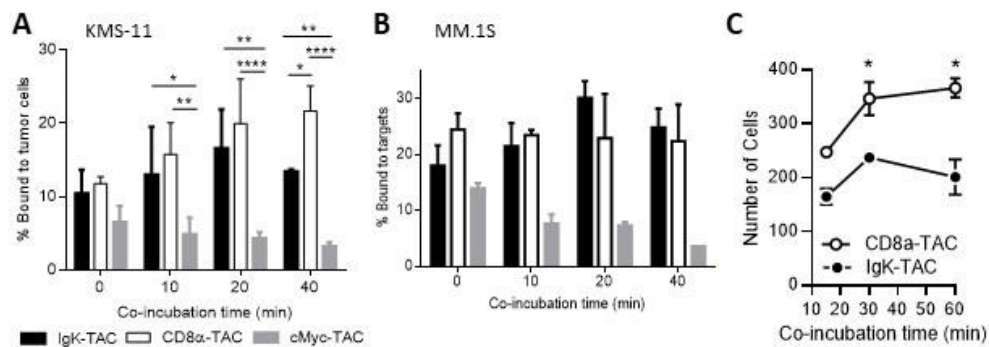 A
KMS-11
% Bound to tumor cells
30
20
10
0
**
**
**
****
****
*
*
**
0
10
20
40
Co-incubation time (min)
IgK-TAC
CD8α-TAC
cMyc-TAC
B
MM.1S
% Bound to targets
30
20
10
0
0
10
20
40
Co-incubation time (min)
C
Number of Cells
400
300
200
100
0
*
*
CD8a-TAC
IgK-TAC
10 20 30 40 50 60
Co-incubation time (min)